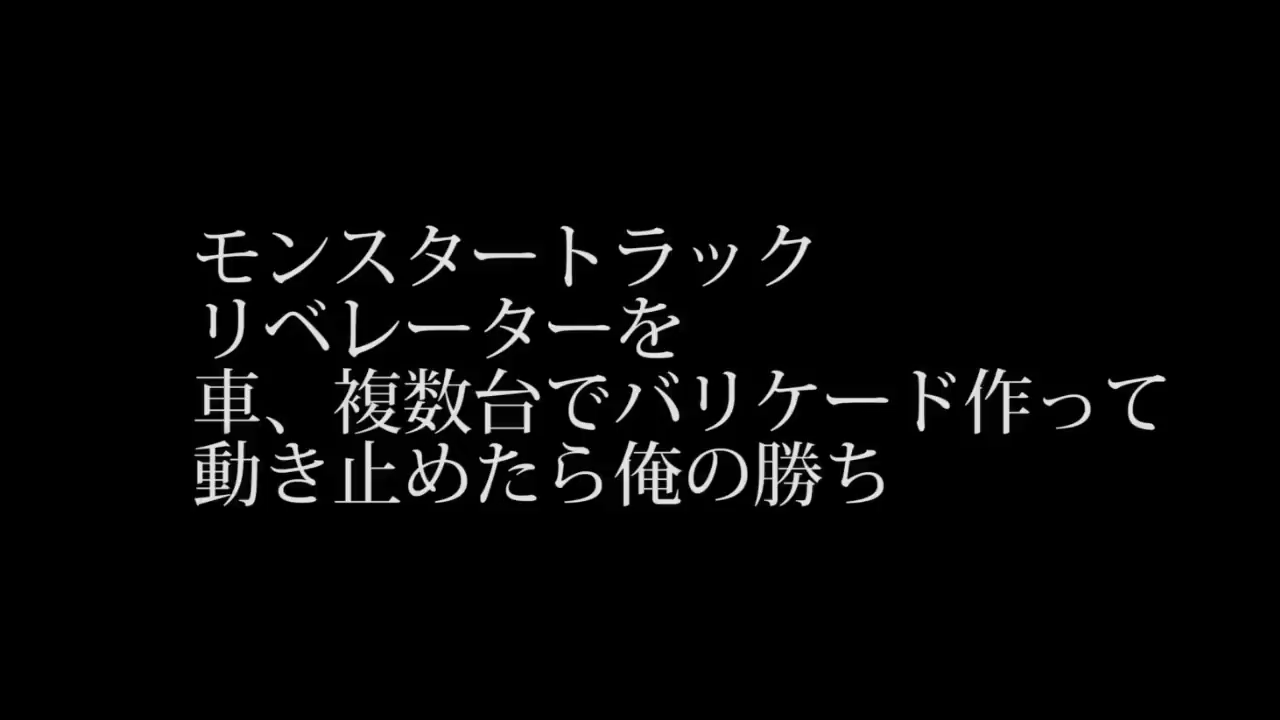 モンスタートラック
リベレーターを
車、複数台でバリケード作って
動き止めたら俺の勝ち